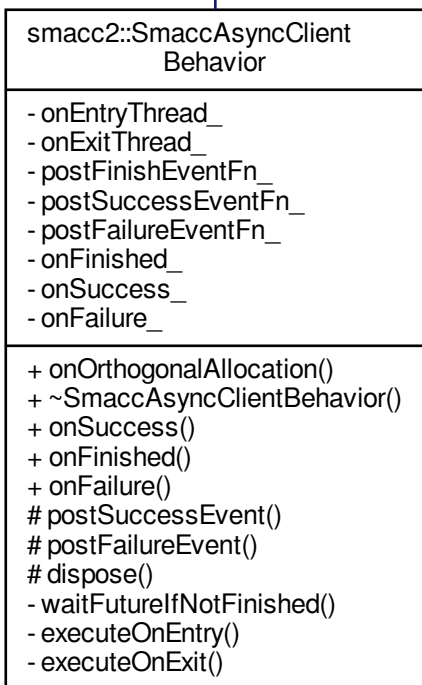 smacc2::SmaccAsyncClient
Behavior
- onEntryThread_
- onExitThread_
- postFinishEventFn_
- postSuccessEventFn_
- postFailureEventFn_
- onFinished_
- onSuccess_
- onFailure_
+ onOrthogonalAllocation()
+ ~SmaccAsyncClientBehavior()
+ onSuccess()
+ onFinished()
+ onFailure()
# postSuccessEvent()
# postFailureEvent()
# dispose()
- waitFutureIfNotFinished()
- executeOnEntry()
- executeOnExit()